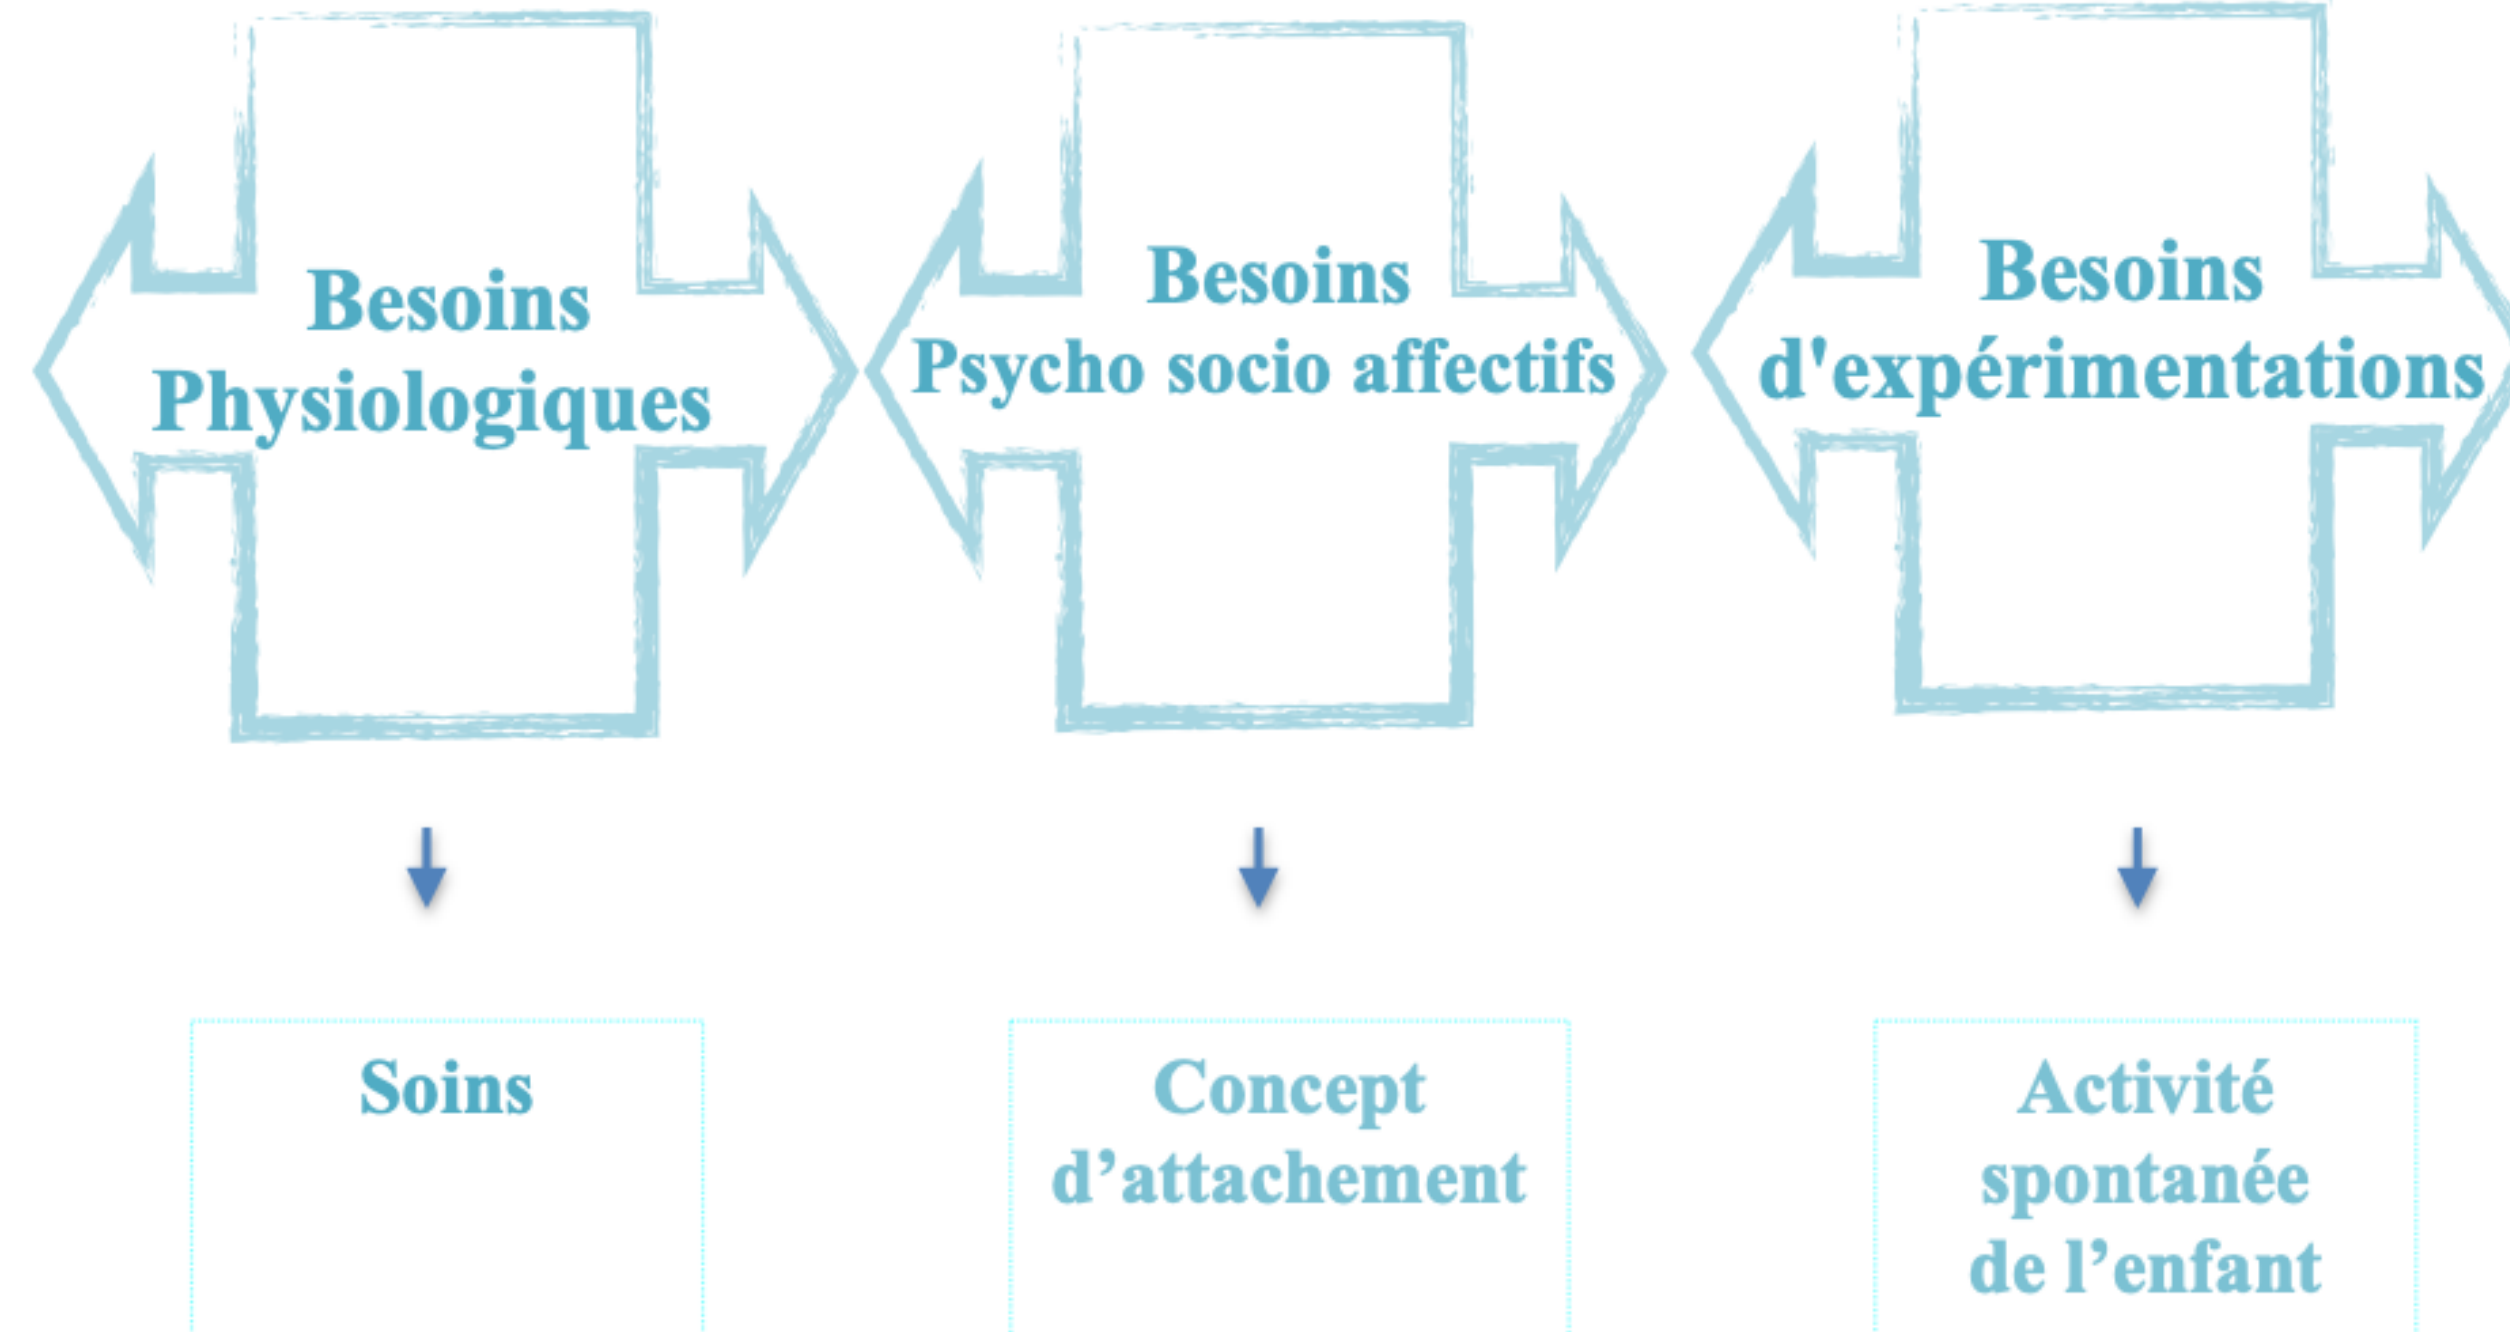 Besoins
Physiologiques
Besoins
Psycho socio affectifs
Besoins
d'expérimentations
Soins
Concept
d’attachement
Activité
spontanée
de l’enfant